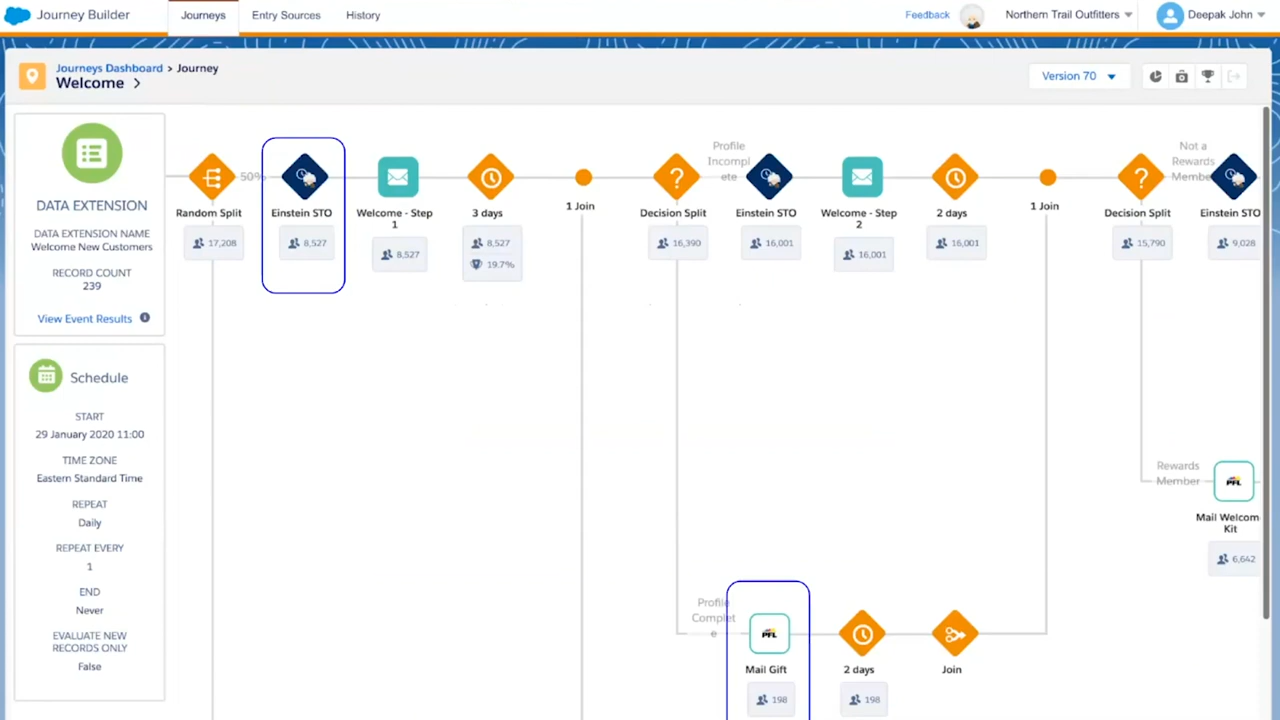 Journey Builder
Journeys
Entry Sources
History
Feedback
Northern Trail Outfitters
Deepak John
Journeys Dashboard > Journey
Welcome >
Version 70
DATA EXTENSION
DATA EXTENSION NAME
Welcome New Customers
RECORD COUNT
239
View Event Results
Schedule
START
29 January 2020 11:00
TIME ZONE
Eastern Standard Time
REPEAT
Daily
REPEAT EVERY
1
END
Never
EVALUATE NEW
RECORDS ONLY
False
Random Split
17,208
50%
Einstein STO
8,527
Welcome - Step
1
8,527
3 days
8,527
19.7%
1 Join
Decision Split
16,390
Profile
Incompl
ete
Einstein STO
16,001
Welcome - Step
2
16,001
2 days
16,001
1 Join
Decision Split
15,790
Not a
Rewards
Membe
Einstein STO
9,028
Rewards
Member
PFL
Mail Welcom
Kit
6,642
Profile
Complet
e
PFL
Mail Gift
198
2 days
198
Join